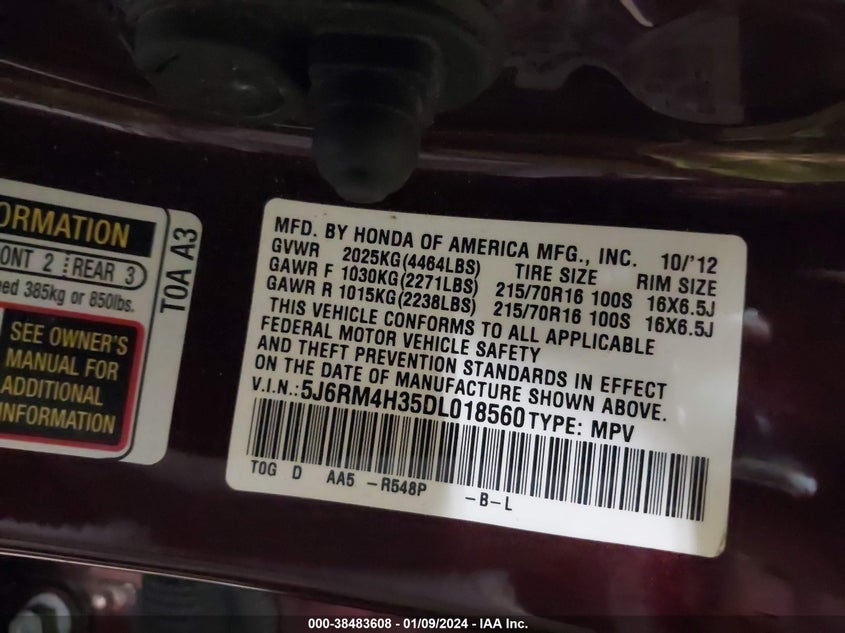 ORMATION
ONT 2 REAR 3
ed 385kg or 850lbs.
SEE OWNER'S
MANUAL FOR
ADDITIONAL
INFORMATION
TOA A3
MFD. BY HONDA OF AMERICA MFG., INC. 10/'12
GVWR 2025KG(4464LBS) TIRE SIZE RIM SIZE
GAWR F 1030KG(2271LBS) 215/70R16 100S 16X6.5J
GAWR R 1015KG(2238LBS) 215/70R16 100S 16X6.5J
THIS VEHICLE CONFORMS TO ALL APPLICABLE
FEDERAL MOTOR VEHICLE SAFETY
AND THEFT PREVENTION STANDARDS IN EFFECT
ON THE DATE OF MANUFACTURE SHOWN ABOVE.
V.I.N.: 5J6RM4H35DL018560 TYPE: MPV
TOG D AA5 -R548P -B-L
000-38483608 - 01/09/2024 - IAA Inc.